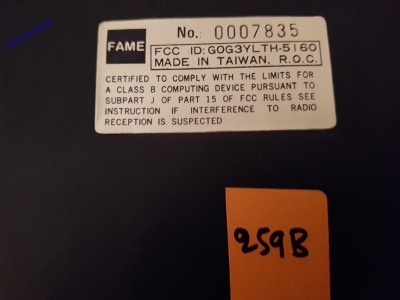 FAME
No. 0007835
FCC ID:GOG3YLTH-5160
MADE IN TAIWAN, R.O.C.
CERTIFIED TO COMPLY WITH THE LIMITS FOR
A CLASS B COMPUTING DEVICE PURSUANT TO
SUBPART J OF PART 15 OF FCC RULES SEE
INSTRUCTION IF INTERFERENCE TO RADIO
RECEPTION IS SUSPECTED
259B